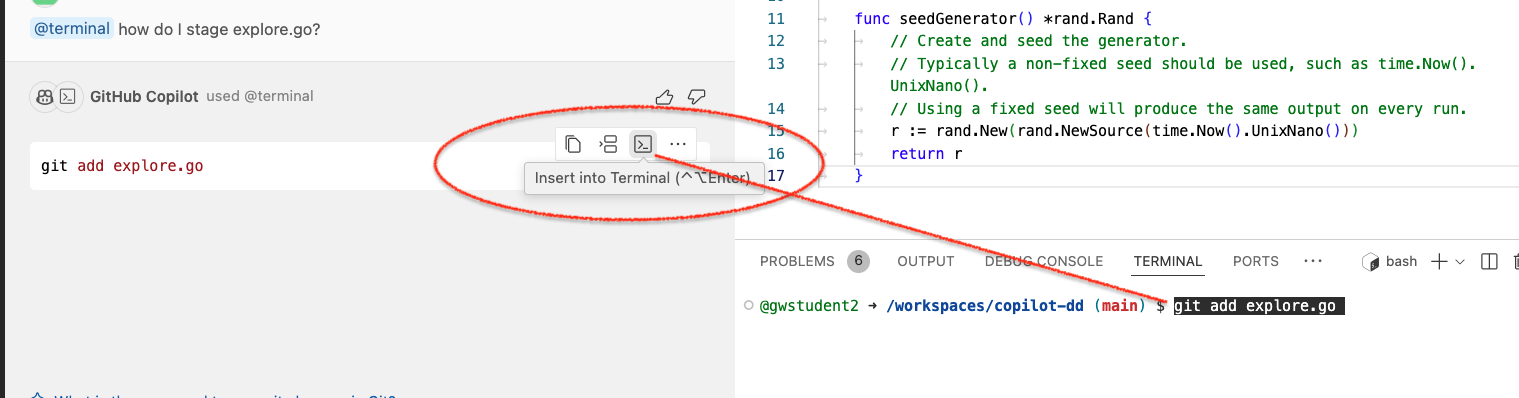 @terminal how do I stage explore.go?
GitHub Copilot used @terminal
git add explore.go
Insert into Terminal (^⌥Enter)
11 func seedGenerator() *rand.Rand {
12 // Create and seed the generator.
13 // Typically a non-fixed seed should be used, such as time.Now().
UnixNano().
14 // Using a fixed seed will produce the same output on every run.
15 r := rand.New(rand.NewSource(time.Now().UnixNano()))
16 return r
17 }
PROBLEMS 6 OUTPUT DEBUG CONSOLE TERMINAL PORTS ··· bash
@gwstudent2 → /workspaces/copilot-dd (main) $ git add explore.go